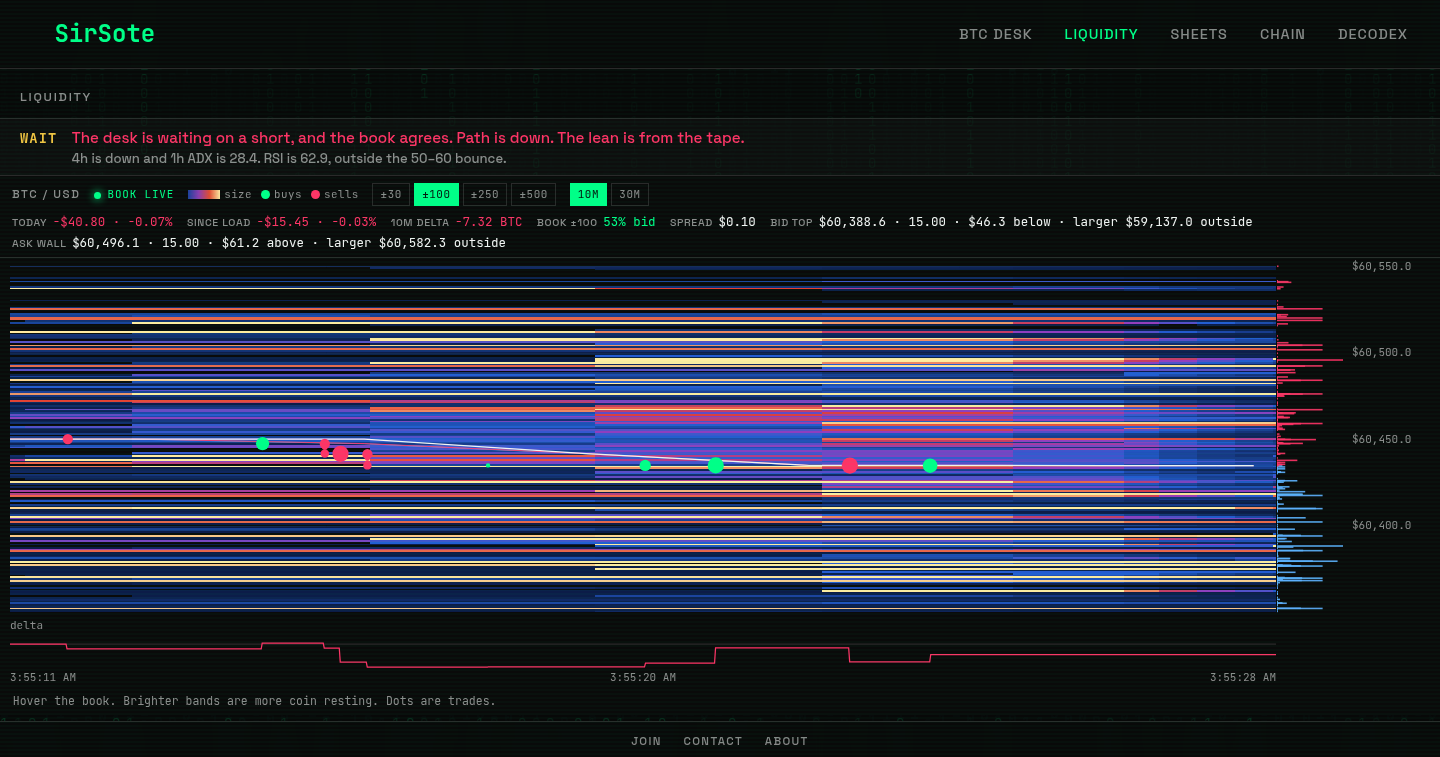 SirSote
BTC DESK LIQUIDITY SHEETS CHAIN DECODEX
LIQUIDITY
WAIT The desk is waiting on a short, and the book agrees. Path is down. The lean is from the tape.
4h is down and 1h ADX is 28.4. RSI is 62.9, outside the 50–60 bounce.
BTC / USD BOOK LIVE size buys sells ±30 ±100 ±250 ±500 10M 30M
TODAY -$40.80 · -0.07% SINCE LOAD -$15.45 · -0.03% 10M DELTA -7.32 BTC BOOK ±100 53% bid SPREAD $0.10 BID TOP $60,388.6 · 15.00 · $46.3 below · larger $59,137.0 outside
ASK WALL $60,496.1 · 15.00 · $61.2 above · larger $60,582.3 outside
$60,550.0
$60,500.0
$60,450.0
$60,400.0
delta
3:55:11 AM 3:55:20 AM 3:55:28 AM
Hover the book. Brighter bands are more coin resting. Dots are trades.
JOIN CONTACT ABOUT